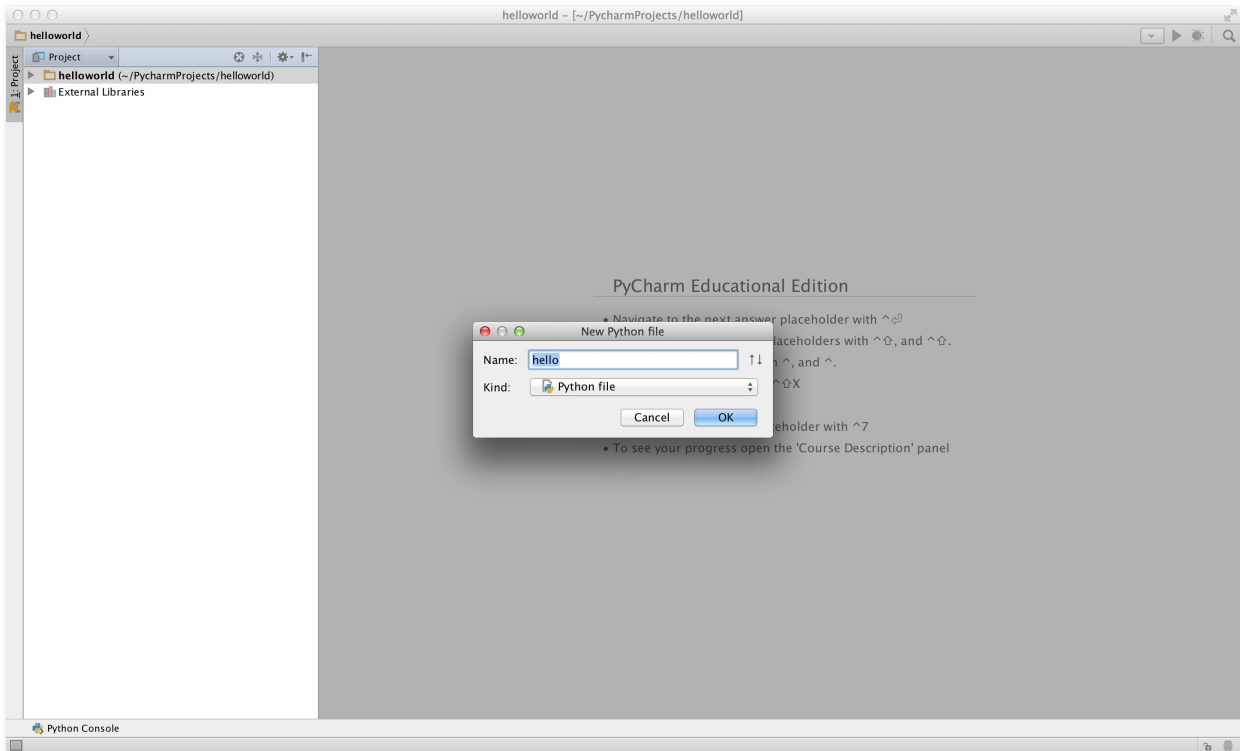 helloworld – [~/PycharmProjects/helloworld]
helloworld
1: Project
Project
helloworld (~/PycharmProjects/helloworld)
External Libraries
PyCharm Educational Edition
• Navigate to the next answer placeholder with ^⏎
laceholders with ^⇧, and ^⇧.
^, and ^.
^⇧X
eholder with ^7
• To see your progress open the 'Course Description' panel
New Python file
Name: hello
Kind: Python file
Cancel OK
Python Console